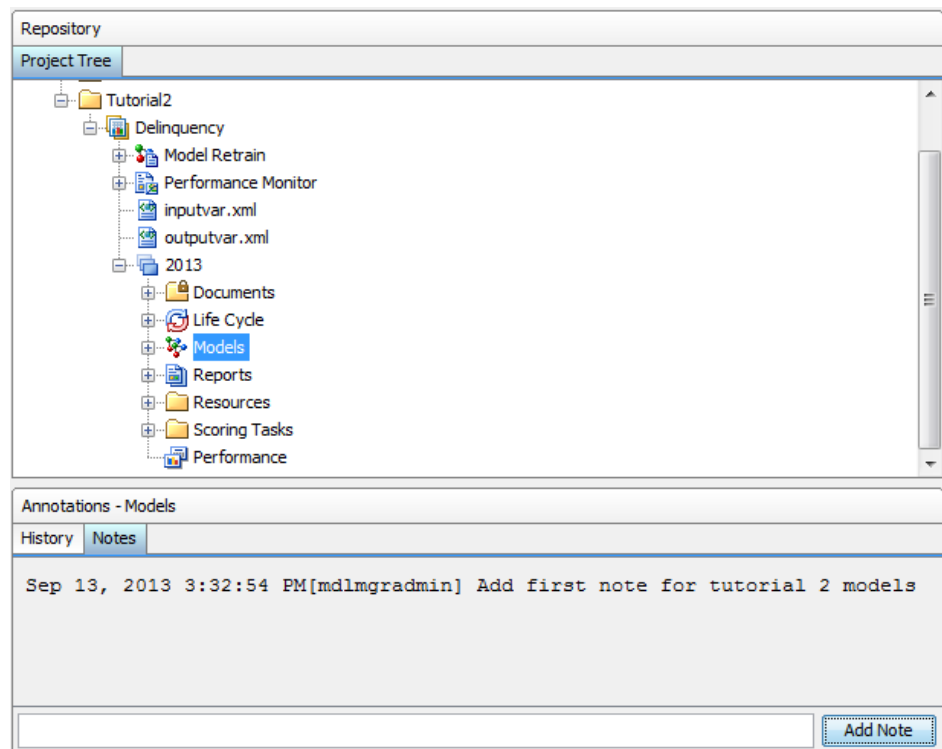 Repository
Project Tree
Tutorial2
Delinquency
Model Retrain
Performance Monitor
inputvar.xml
outputvar.xml
2013
Documents
Life Cycle
Models
Reports
Resources
Scoring Tasks
Performance
Annotations - Models
History Notes
Sep 13, 2013 3:32:54 PM[mdlmgradmin] Add first note for tutorial 2 models
Add Note